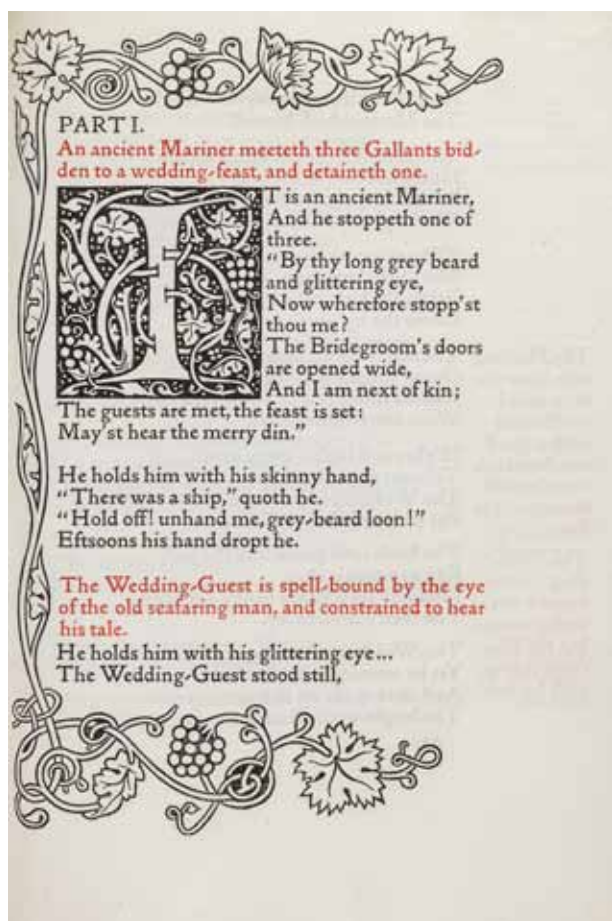 PART I.
An ancient Mariner meeteth three Gallants bid-
den to a wedding-feast, and detaineth one.
IT is an ancient Mariner,
And he stoppeth one of
three.
"By thy long grey beard
and glittering eye,
Now wherefore stopp'st
thou me?
The Bridegroom's doors
are opened wide,
And I am next of kin;
The guests are met, the feast is set:
May'st hear the merry din."
He holds him with his skinny hand,
"There was a ship," quoth he.
"Hold off! unhand me, grey-beard loon!"
Eftsoons his hand dropt he.
The Wedding-Guest is spell-bound by the eye
of the old seafaring man, and constrained to hear
his tale.
He holds him with his glittering eye...
The Wedding-Guest stood still,